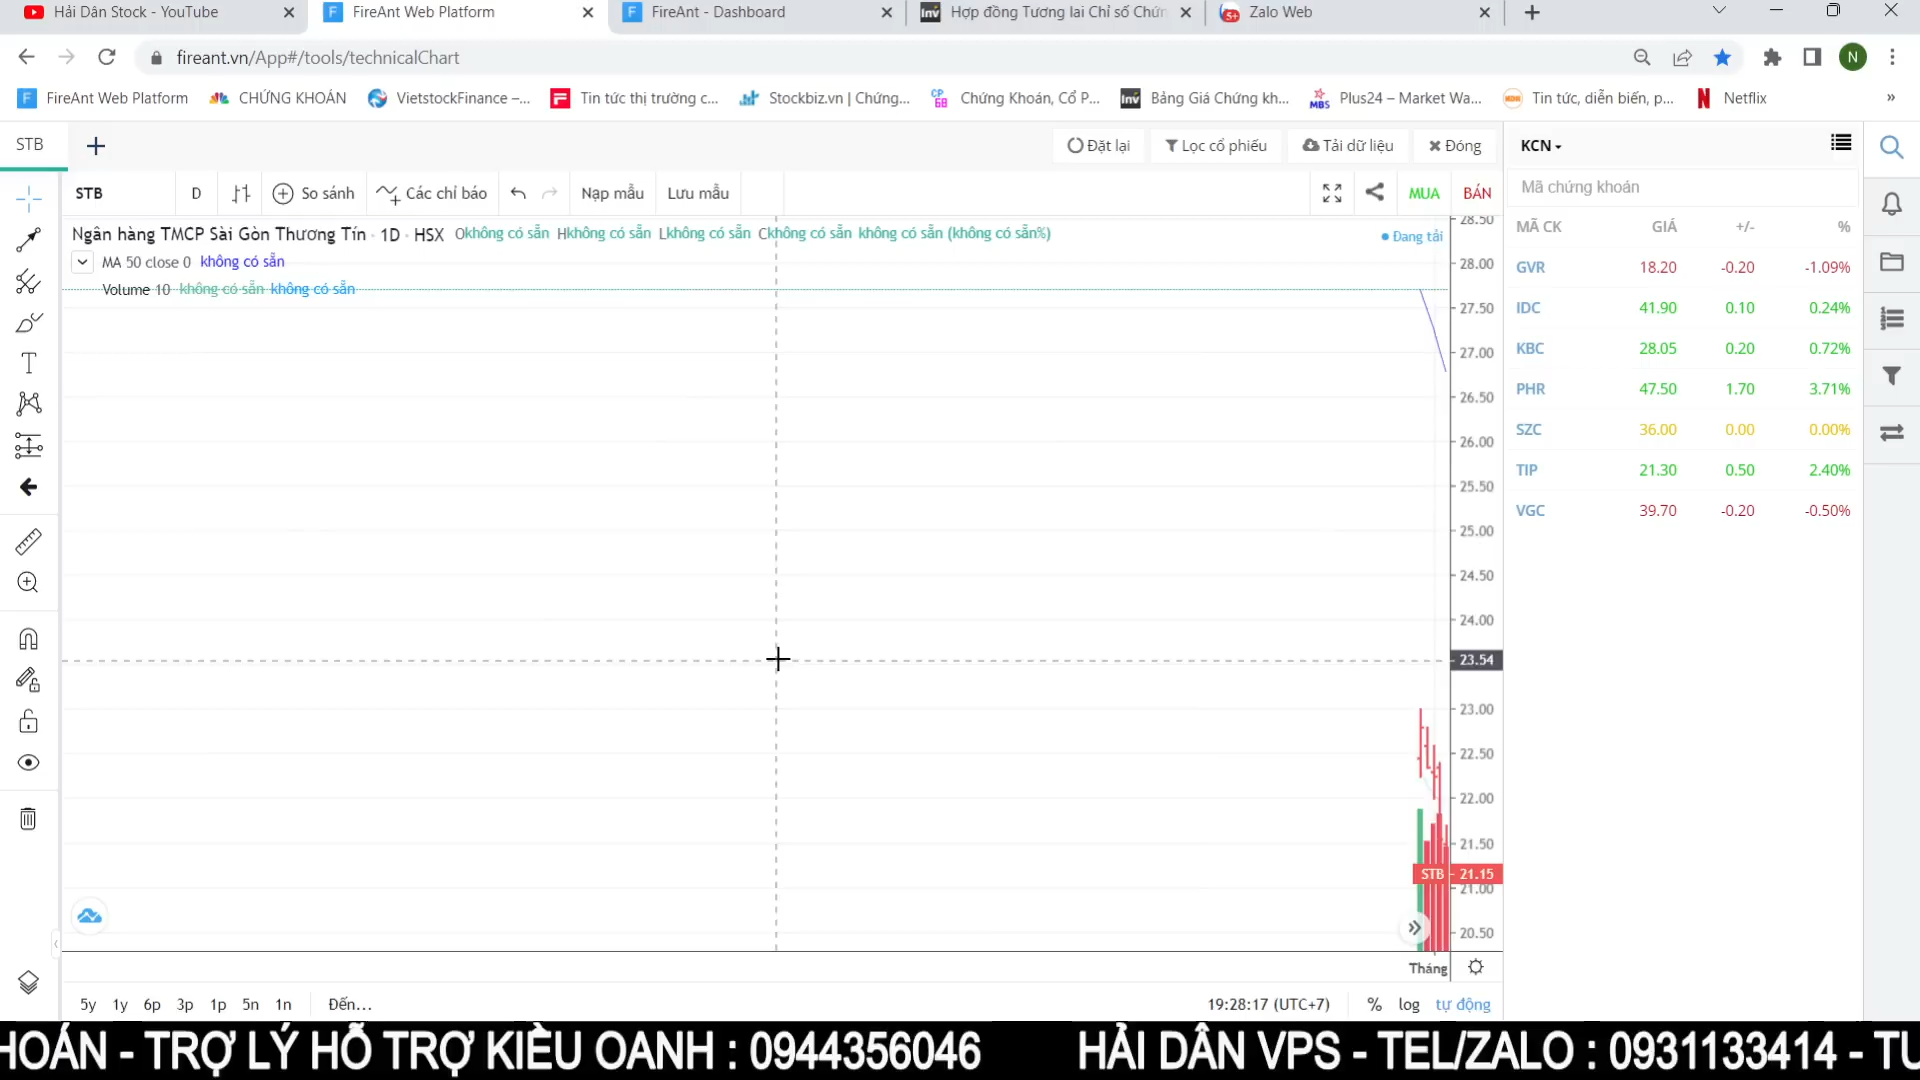 Hải Dân Stock - YouTube
FireAnt Web Platform
FireAnt - Dashboard
Hợp đồng Tương lai Chỉ số Chứn
Zalo Web
fireant.vn/App#/tools/technicalChart
N
FireAnt Web Platform
CHỨNG KHOÁN
VietstockFinance –...
Tin tức thị trường c...
Stockbiz.vn | Chứng...
Chứng Khoán, Cổ P...
Bảng Giá Chứng kh...
Plus24 – Market Wa...
Tin tức, diễn biến, p...
Netflix
»
STB
Đặt lại
Lọc cổ phiếu
Tải dữ liệu
Đóng
KCN
STB
D
So sánh
Các chỉ báo
Nạp mẫu
Lưu mẫu
MUA
BÁN
Mã chứng khoán
Ngân hàng TMCP Sài Gòn Thương Tín · 1D · HSX Okhông có sẵn Hkhông có sẵn Lkhông có sẵn Ckhông có sẵn không có sẵn (không có sẵn%)
Đang tải
MA 50 close 0 không có sẵn
Volume 10 không có sẵn không có sẵn
28.50
28.00
27.50
27.00
26.50
26.00
25.50
25.00
24.50
24.00
23.54
23.00
22.50
22.00
21.50
STB 21.15
21.00
20.50
Tháng
MÃ CK GIÁ +/- %
GVR 18.20 -0.20 -1.09%
IDC 41.90 0.10 0.24%
KBC 28.05 0.20 0.72%
PHR 47.50 1.70 3.71%
SZC 36.00 0.00 0.00%
TIP 21.30 0.50 2.40%
VGC 39.70 -0.20 -0.50%
5y 1y 6p 3p 1p 5n 1n Đến...
19:28:17 (UTC+7) % log tự động
HOÁN - TRỢ LÝ HỖ TRỢ KIỀU OANH : 0944356046 HẢI DÂN VPS - TEL/ZALO : 0931133414 - TU